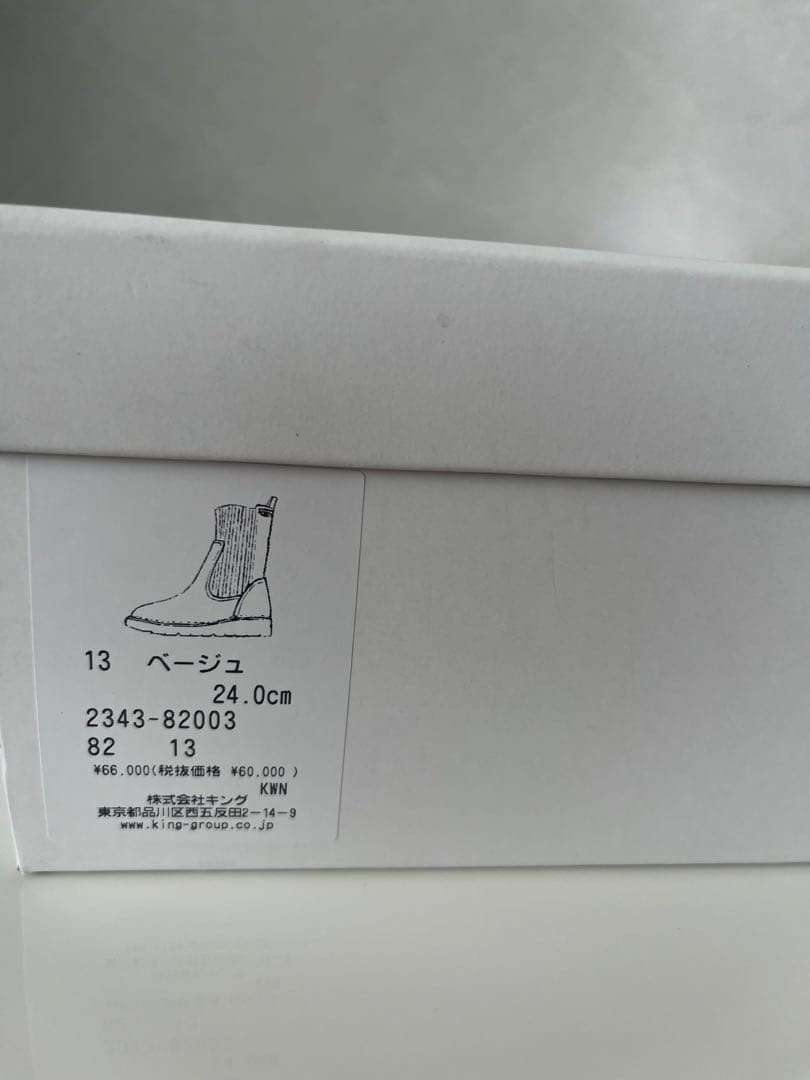 13 ベージュ
24.0cm
2343-82003
82 13
¥66.000(税抜価格 ¥60.000 )
KWN
株式会社キング
東京都品川区西五反田2-14-9
www.king-group.co.jp